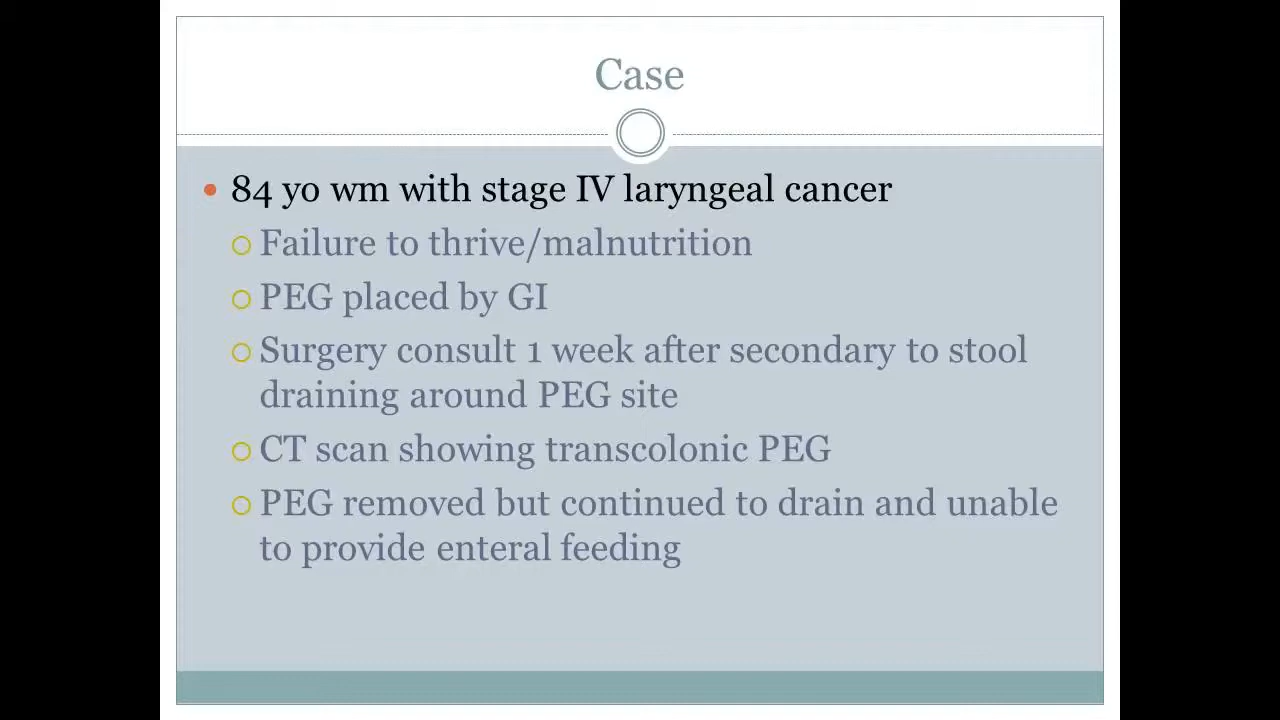 Case
84 yo wm with stage IV laryngeal cancer
Failure to thrive/malnutrition
PEG placed by GI
Surgery consult 1 week after secondary to stool
draining around PEG site
CT scan showing transcolonic PEG
PEG removed but continued to drain and unable
to provide enteral feeding